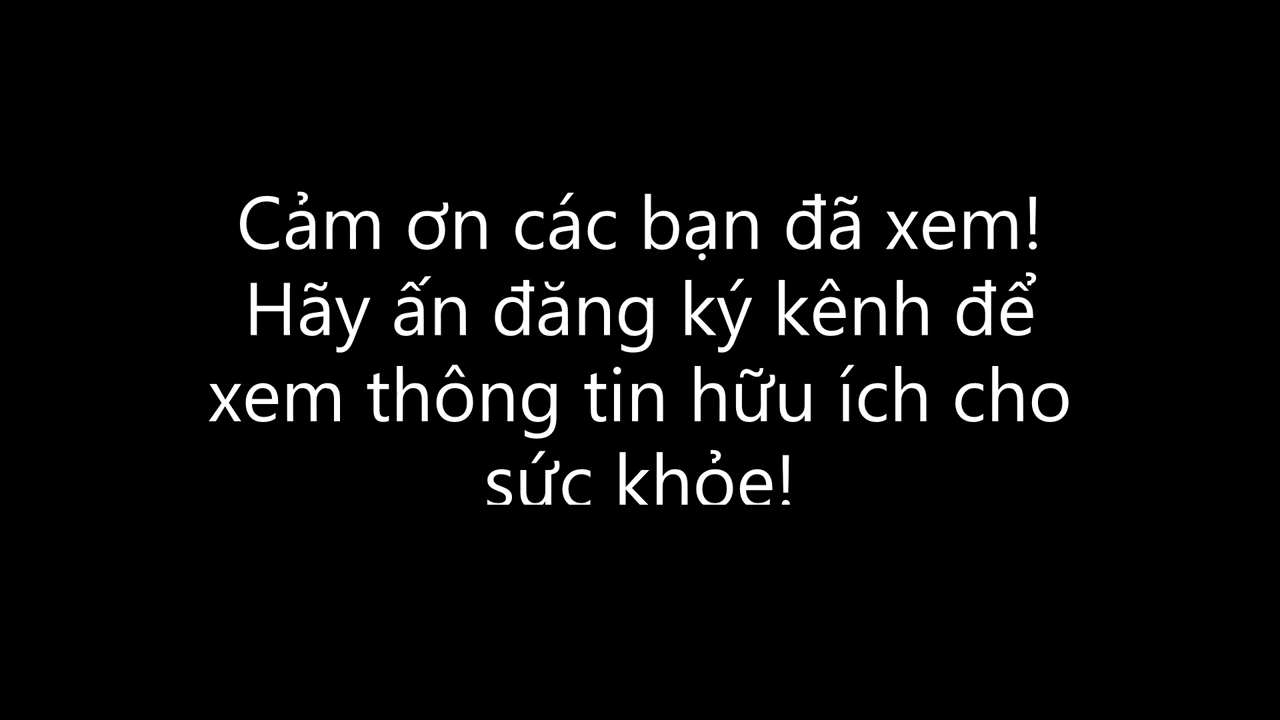 Cảm ơn các bạn đã xem!
Hãy ấn đăng ký kênh để
xem thông tin hữu ích cho
sức khỏe!